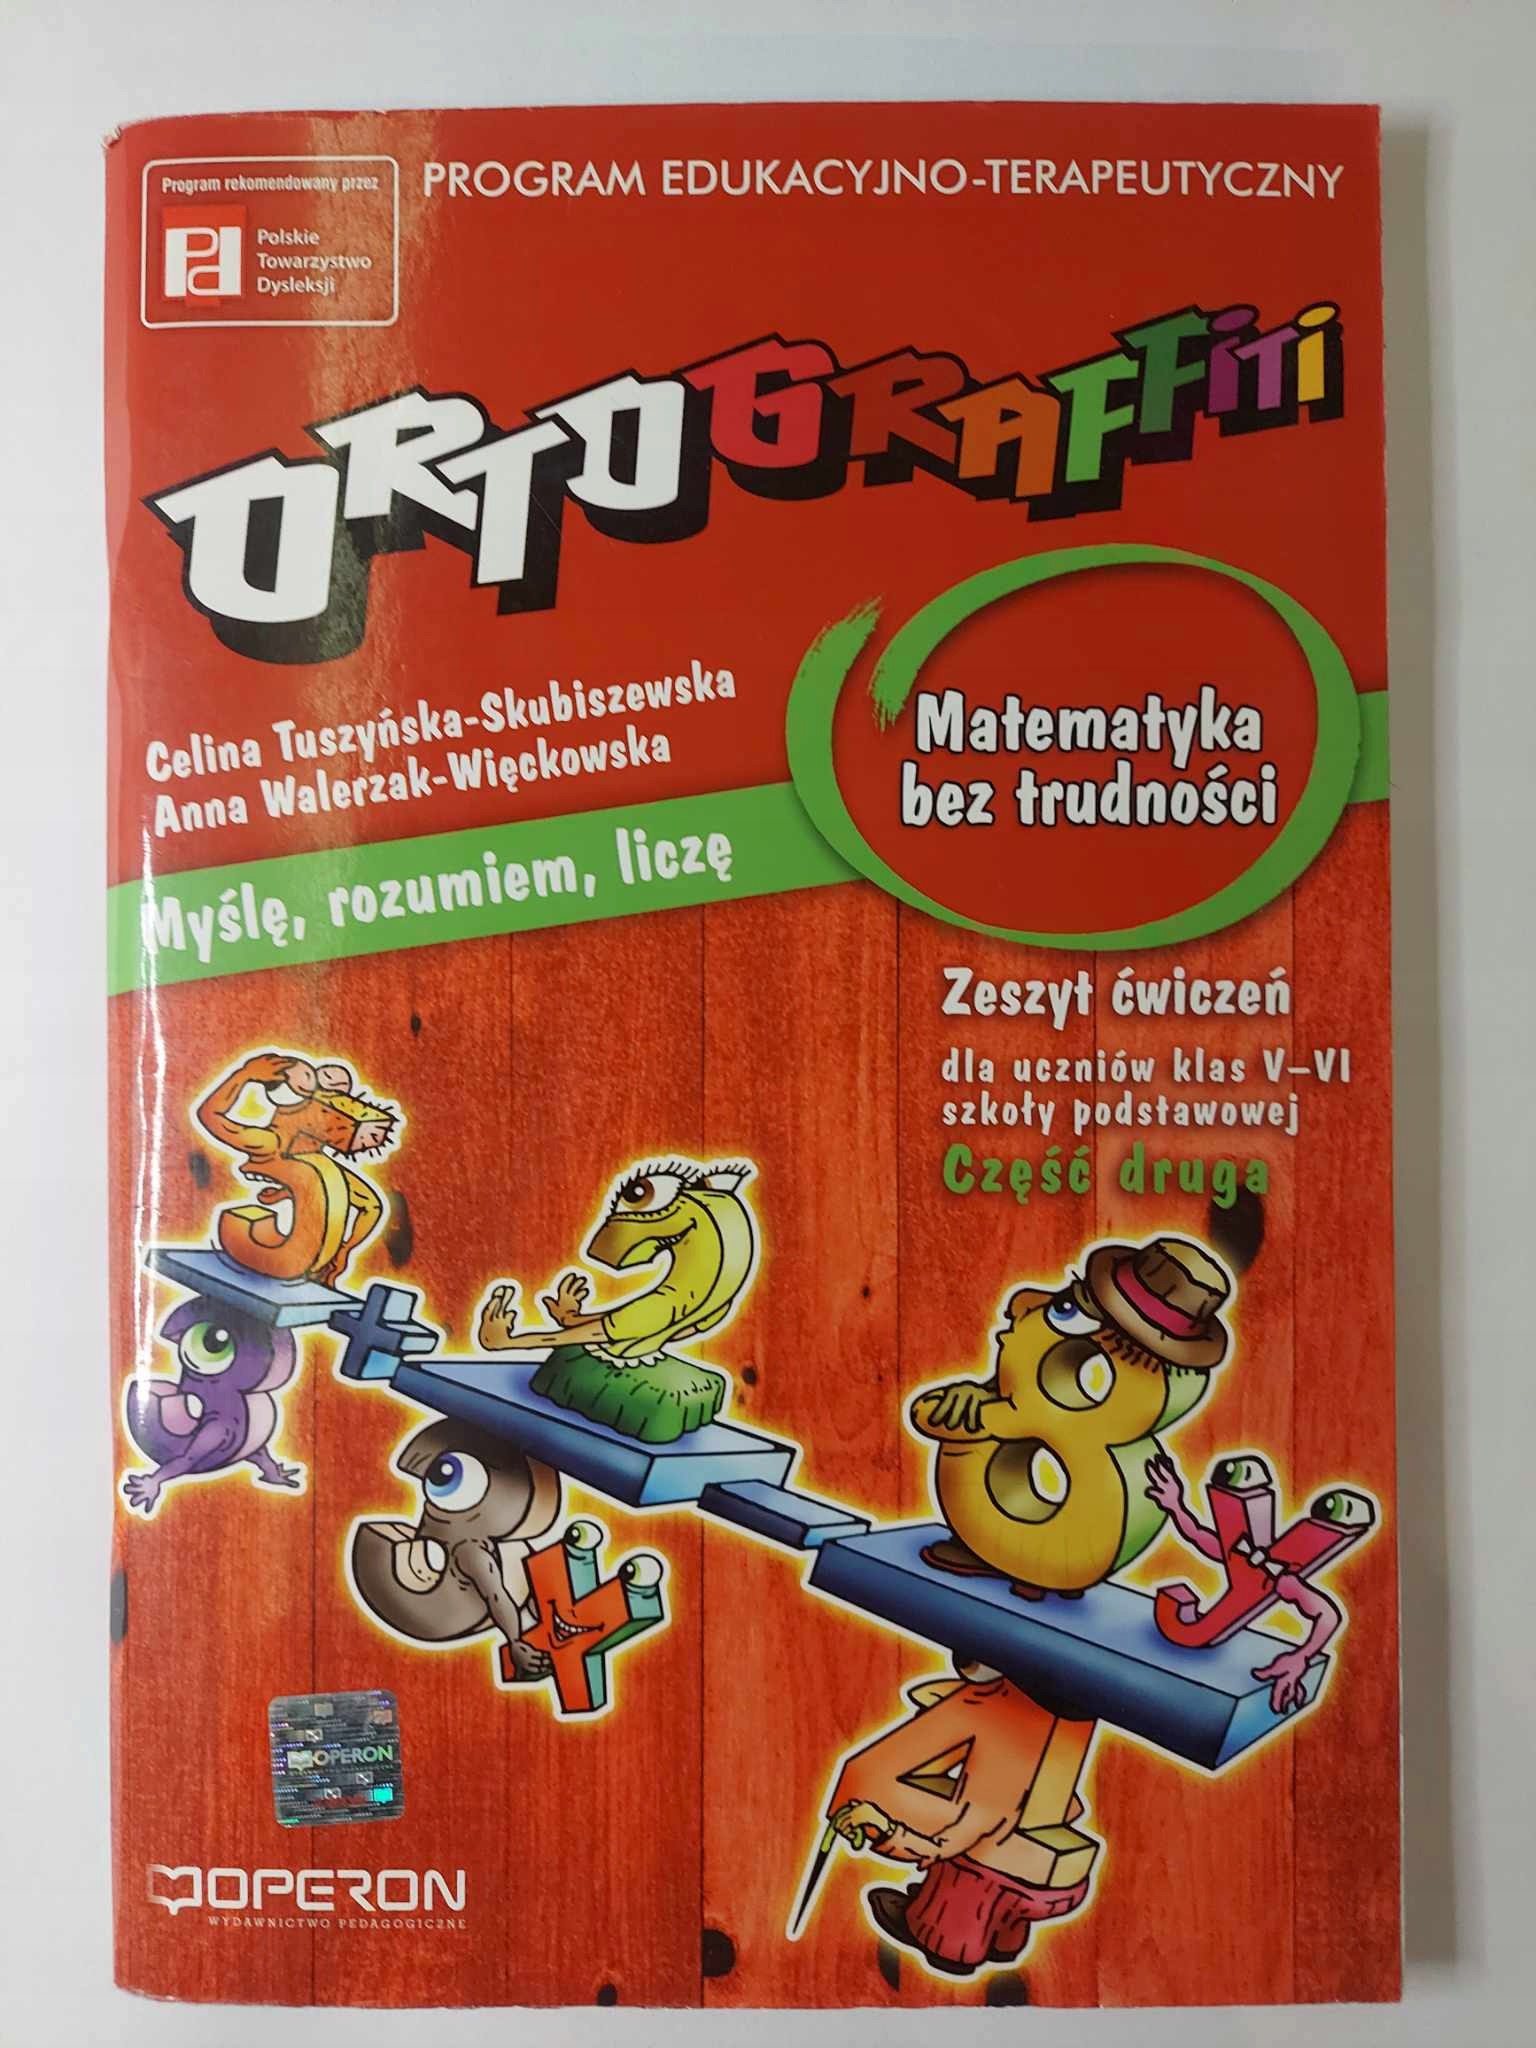 Program rekomendowany przez
Polskie
Towarzystwo
Dysleksji
PROGRAM EDUKACYJNO-TERAPEUTYCZNY
ORTOGRAFFITI
Celina Tuszyńska-Skubiszewska
Anna Walerzak-Więckowska
Matematyka
bez trudności
Myślę, rozumiem, liczę
Zeszyt ćwiczeń
dla uczniów klas V–VI
szkoły podstawowej
Część druga
OPERON
OPERON
WYDAWNICTWO PEDAGOGICZNE